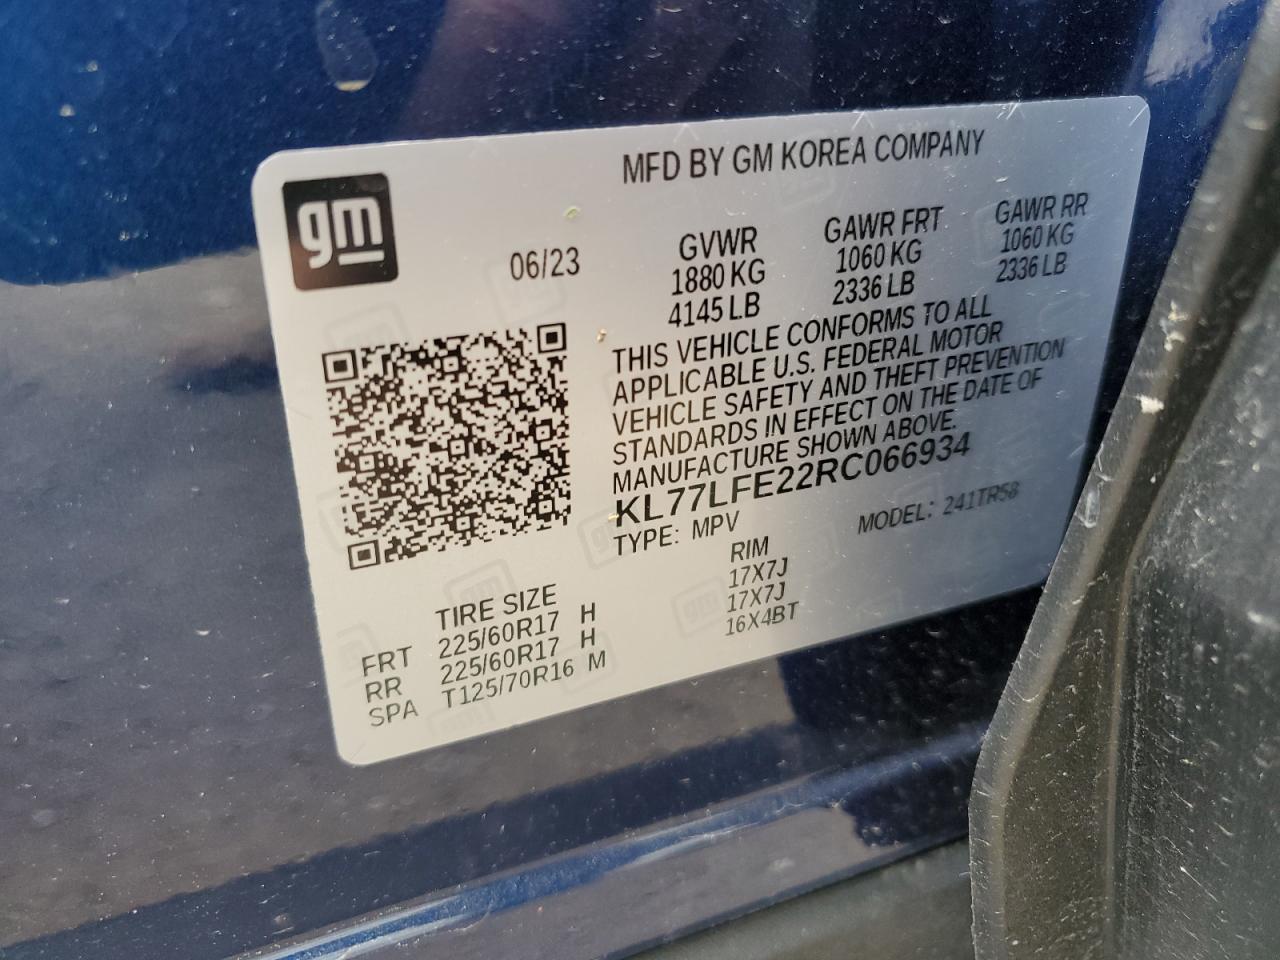 gm
MFD BY GM KOREA COMPANY
06/23
GVWR
1880 KG
4145 LB
GAWR FRT
1060 KG
2336 LB
GAWR RR
1060 KG
2336 LB
THIS VEHICLE CONFORMS TO ALL
APPLICABLE U.S. FEDERAL MOTOR
VEHICLE SAFETY AND THEFT PREVENTION
STANDARDS IN EFFECT ON THE DATE OF
MANUFACTURE SHOWN ABOVE.
KL77LFE22RC066934
TYPE: MPV MODEL: 241TR58
TIRE SIZE RIM
FRT 225/60R17 H 17X7J
RR 225/60R17 H 17X7J
SPA T125/70R16 M 16X4BT